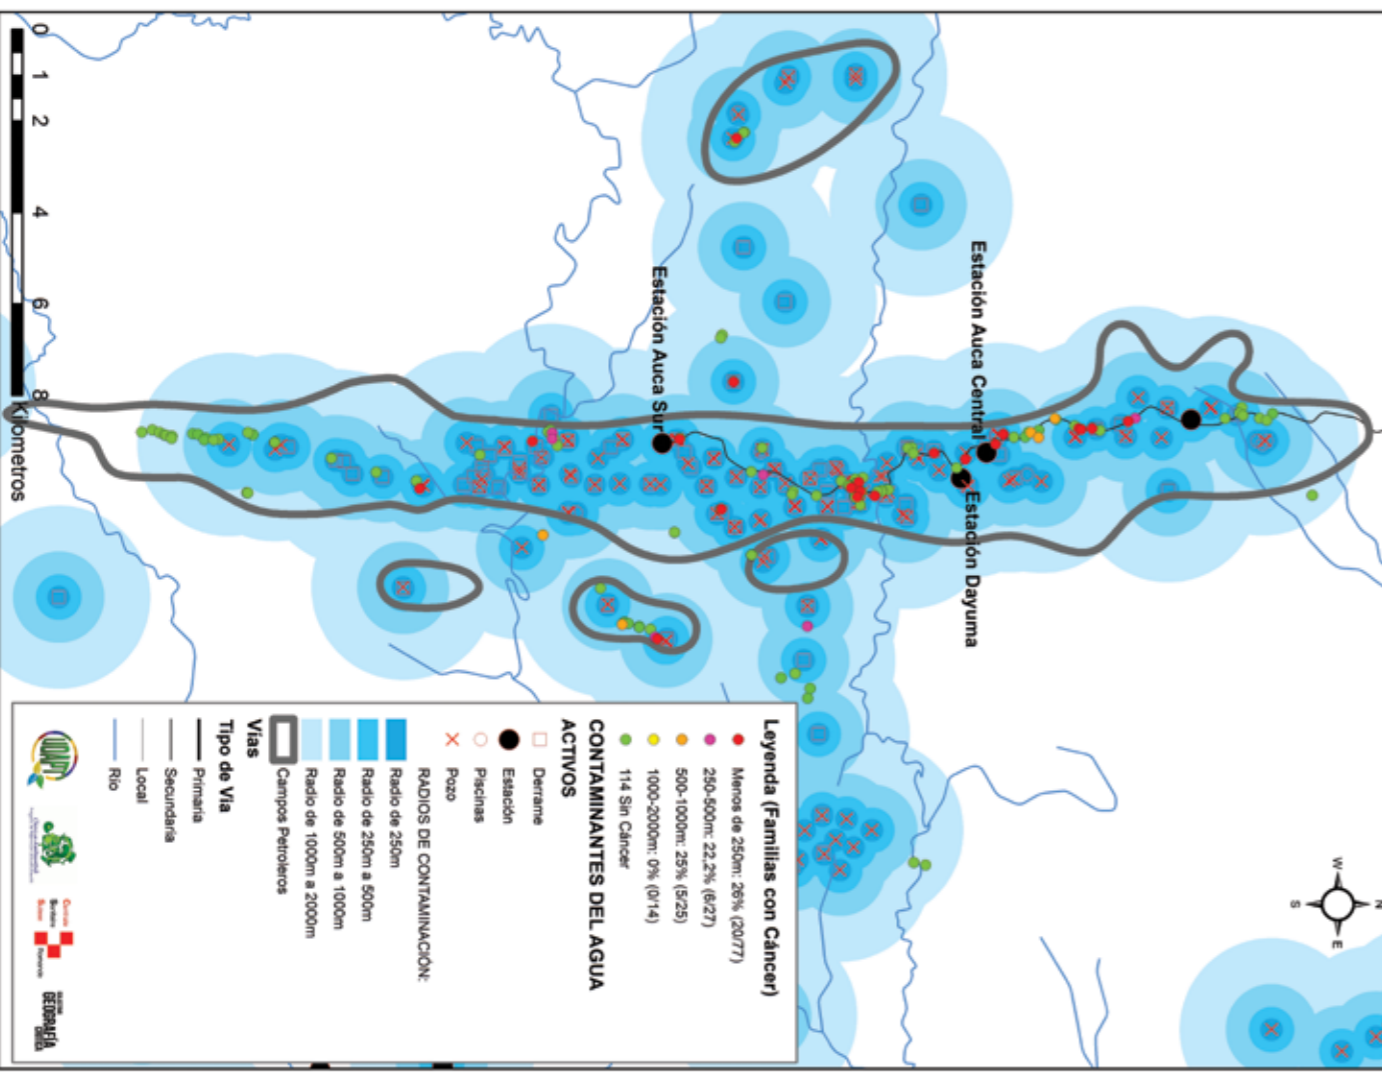 Estación Auca Central
Estación Auca Sur
Estación Dayuma
0 1 2 4 6 8
Kilometros
N
W
E
S
Leyenda (Familias con Cáncer)
Menos de 250m: 26% (20/77)
250-500m: 22,2% (6/27)
500-1000m: 25% (5/25)
1000-2000m: 0% (0/14)
114 Sin Cáncer
CONTAMINANTES DEL AGUA
ACTIVOS
Derrame
Estación
Piscinas
Pozo
RADIOS DE CONTAMINACIÓN:
Radio de 250m
Radio de 250m a 500m
Radio de 500m a 1000m
Radio de 1000m a 2000m
Campos Petroleros
Vías
Tipo de Via
Primaria
Secundaria
Local
Río
UDAPT
GEOGRAFÍA
CRÍTICA